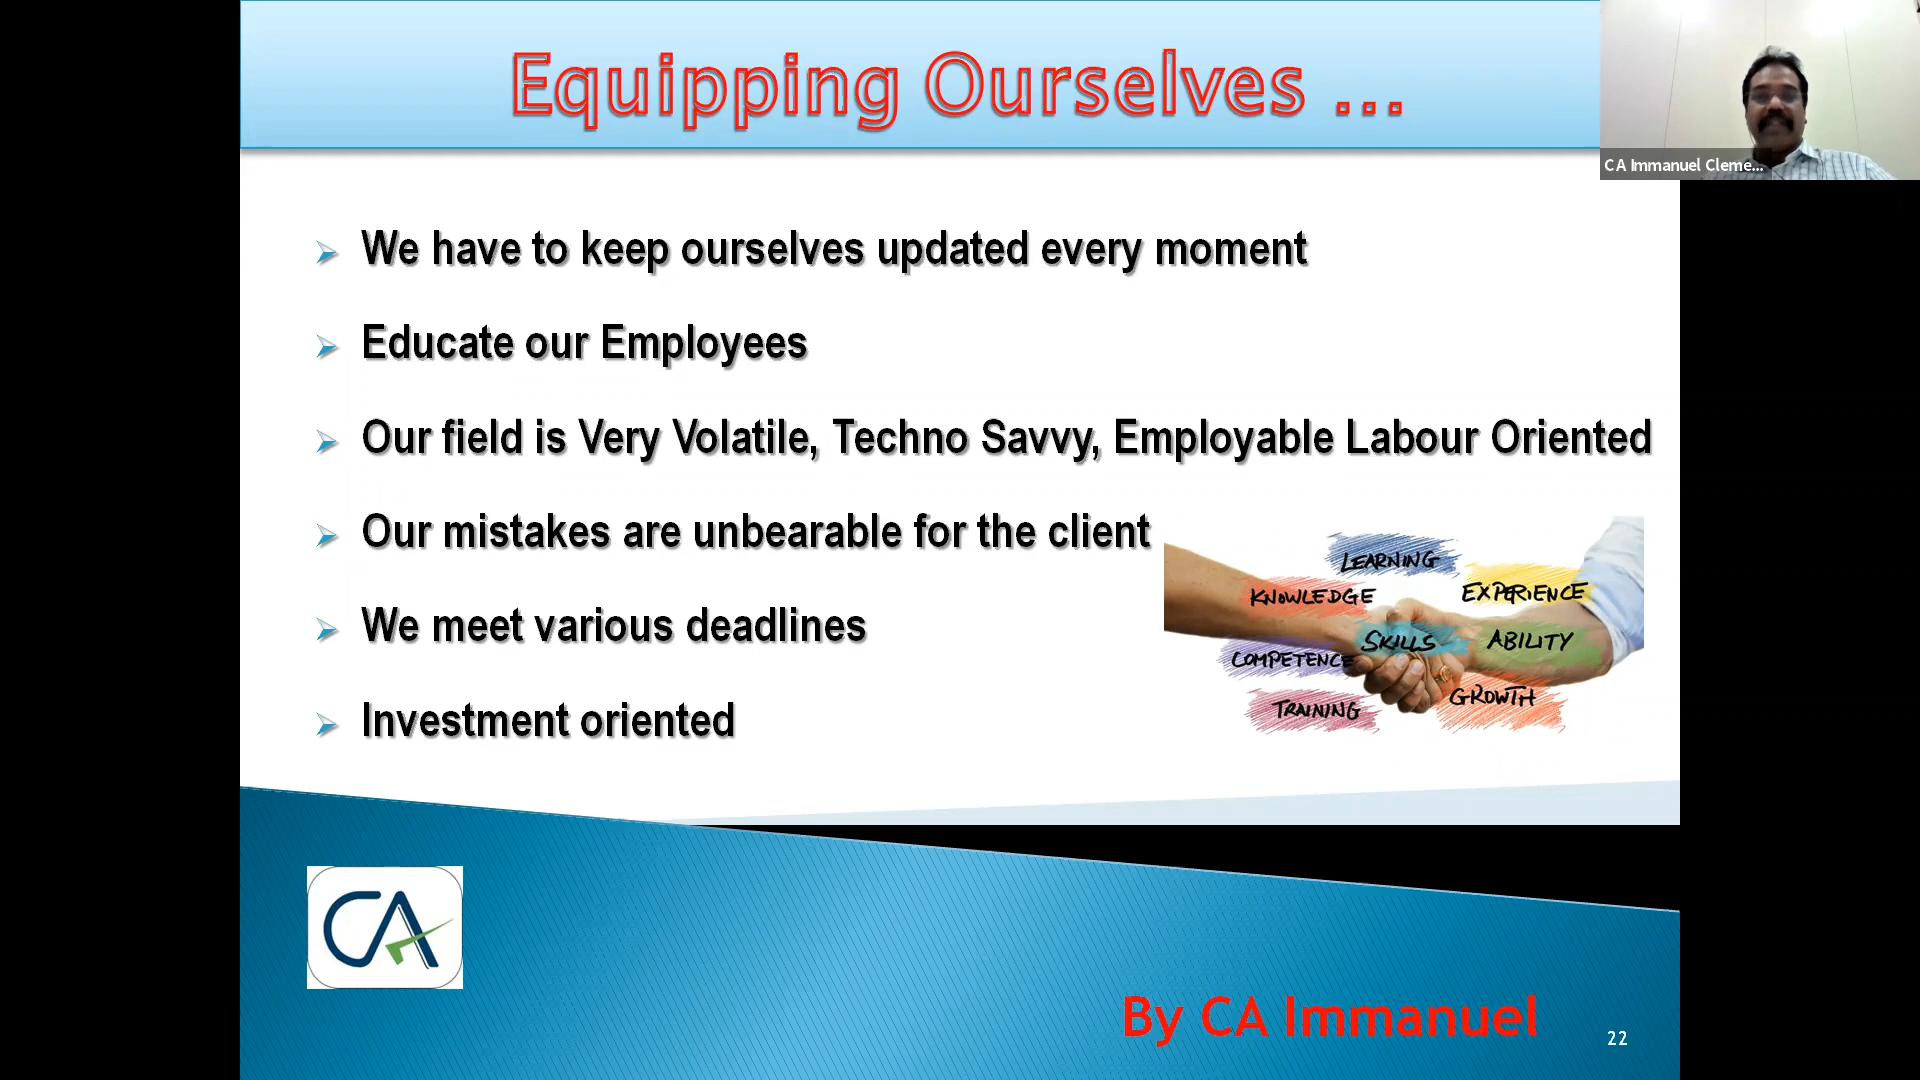 Equipping Ourselves ...
CA Immanuel Cleme...
We have to keep ourselves updated every moment
Educate our Employees
Our field is Very Volatile, Techno Savvy, Employable Labour Oriented
Our mistakes are unbearable for the client
LEARNING
KNOWLEDGE
EXPERIENCE
SKILLS
ABILITY
COMPETENCE
GROWTH
TRAINING
We meet various deadlines
Investment oriented
CA
By CA Immanuel
22